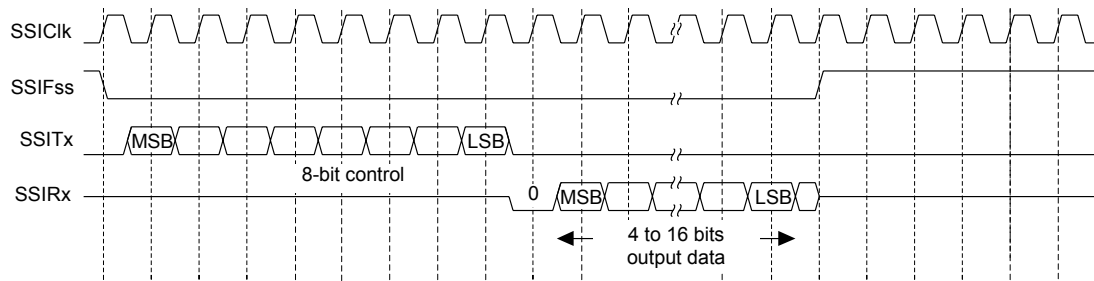 SSIClk
SSIFss
SSITx
MSB
LSB
8-bit control
SSIRx
0
MSB
LSB
4 to 16 bits
output data